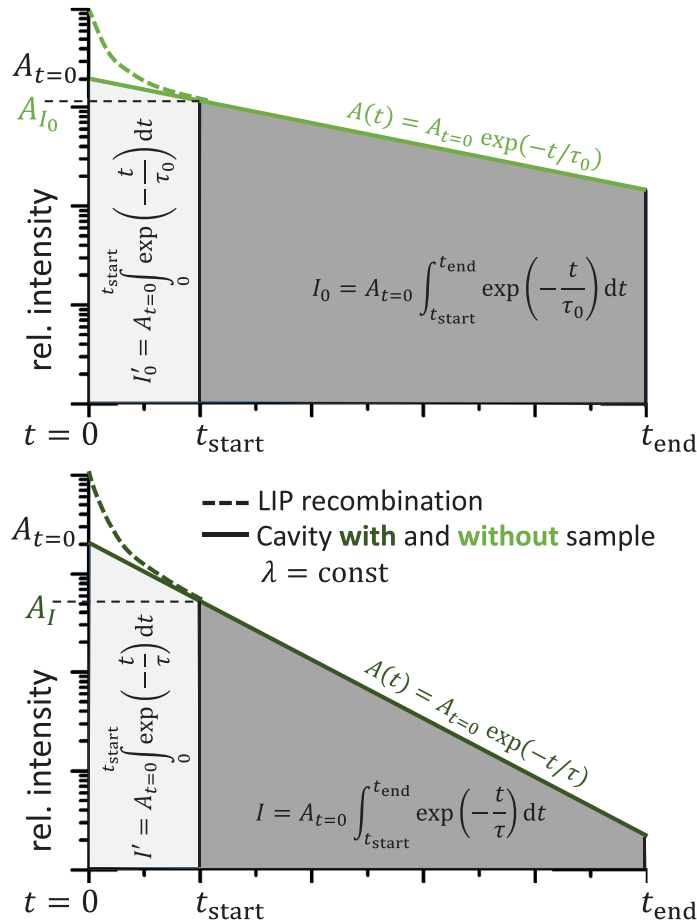 A_{t=0}
A_{I_0}
A(t) = A_{t=0} exp(−t/τ_0)
rel. intensity
I′_0 = A_{t=0} ∫_0^{t_start} exp(−t/τ_0) dt
I_0 = A_{t=0} ∫_{t_start}^{t_end} exp(−t/τ_0) dt
t = 0 t_start t_end
LIP recombination
Cavity with and without sample
λ = const
A_{t=0}
A_I
A(t) = A_{t=0} exp(−t/τ)
rel. intensity
I′ = A_{t=0} ∫_0^{t_start} exp(−t/τ) dt
I = A_{t=0} ∫_{t_start}^{t_end} exp(−t/τ) dt
t = 0 t_start t_end